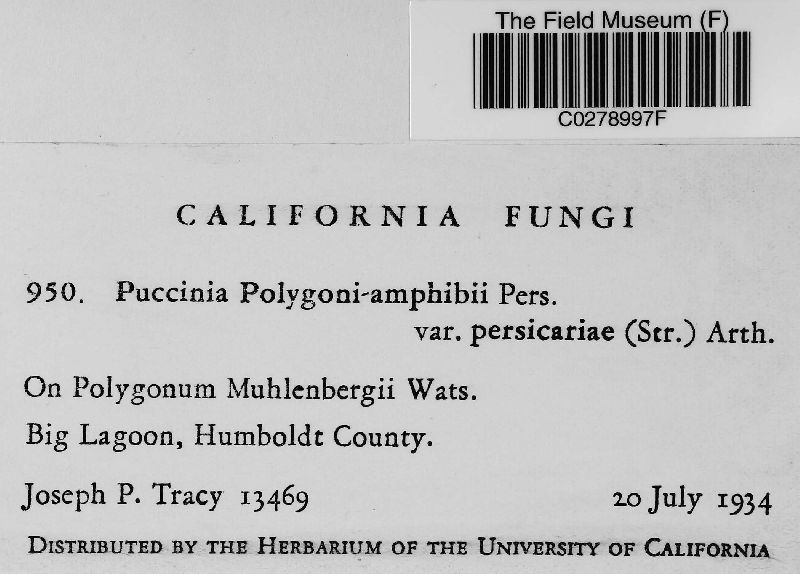 The Field Museum (F)
C0278997F
CALIFORNIA FUNGI
950. Puccinia Polygoni-amphibii Pers.
var. persicariae (Str.) Arth.
On Polygonum Muhlenbergii Wats.
Big Lagoon, Humboldt County.
Joseph P. Tracy 13469 20 July 1934
DISTRIBUTED BY THE HERBARIUM OF THE UNIVERSITY OF CALIFORNIA